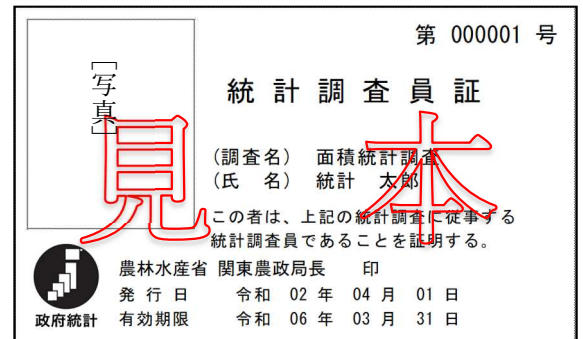 第 000001 号
[写真]
統計調査員証
(調査名) 面積統計調査
(氏 名) 統計 太郎
見本
この者は、上記の統計調査に従事する
統計調査員であることを証明する。
農林水産省 関東農政局長 印
発行日 令和 02 年 04 月 01 日
政府統計 有効期限 令和 06 年 03 月 31 日